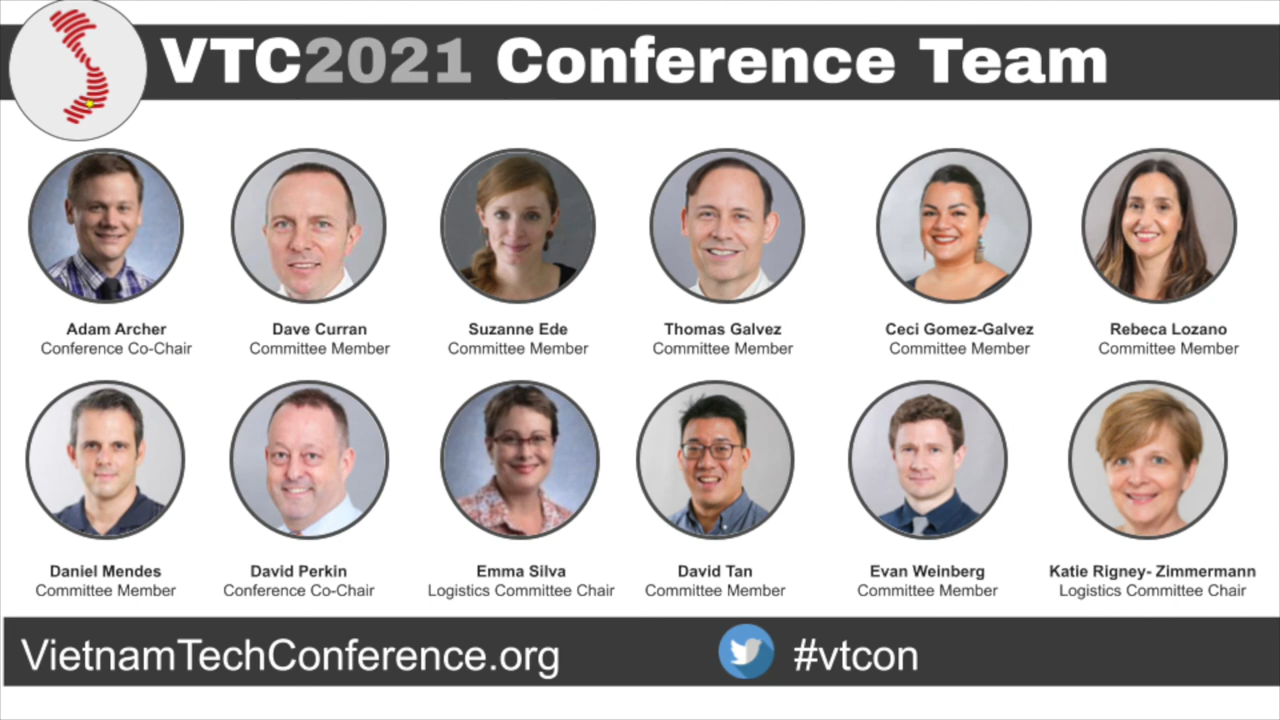 VTC2021 Conference Team
Adam Archer
Conference Co-Chair
Dave Curran
Committee Member
Suzanne Ede
Committee Member
Thomas Galvez
Committee Member
Ceci Gomez-Galvez
Committee Member
Rebeca Lozano
Committee Member
Daniel Mendes
Committee Member
David Perkin
Conference Co-Chair
Emma Silva
Logistics Committee Chair
David Tan
Committee Member
Evan Weinberg
Committee Member
Katie Rigney- Zimmermann
Logistics Committee Chair
VietnamTechConference.org
#vtcon